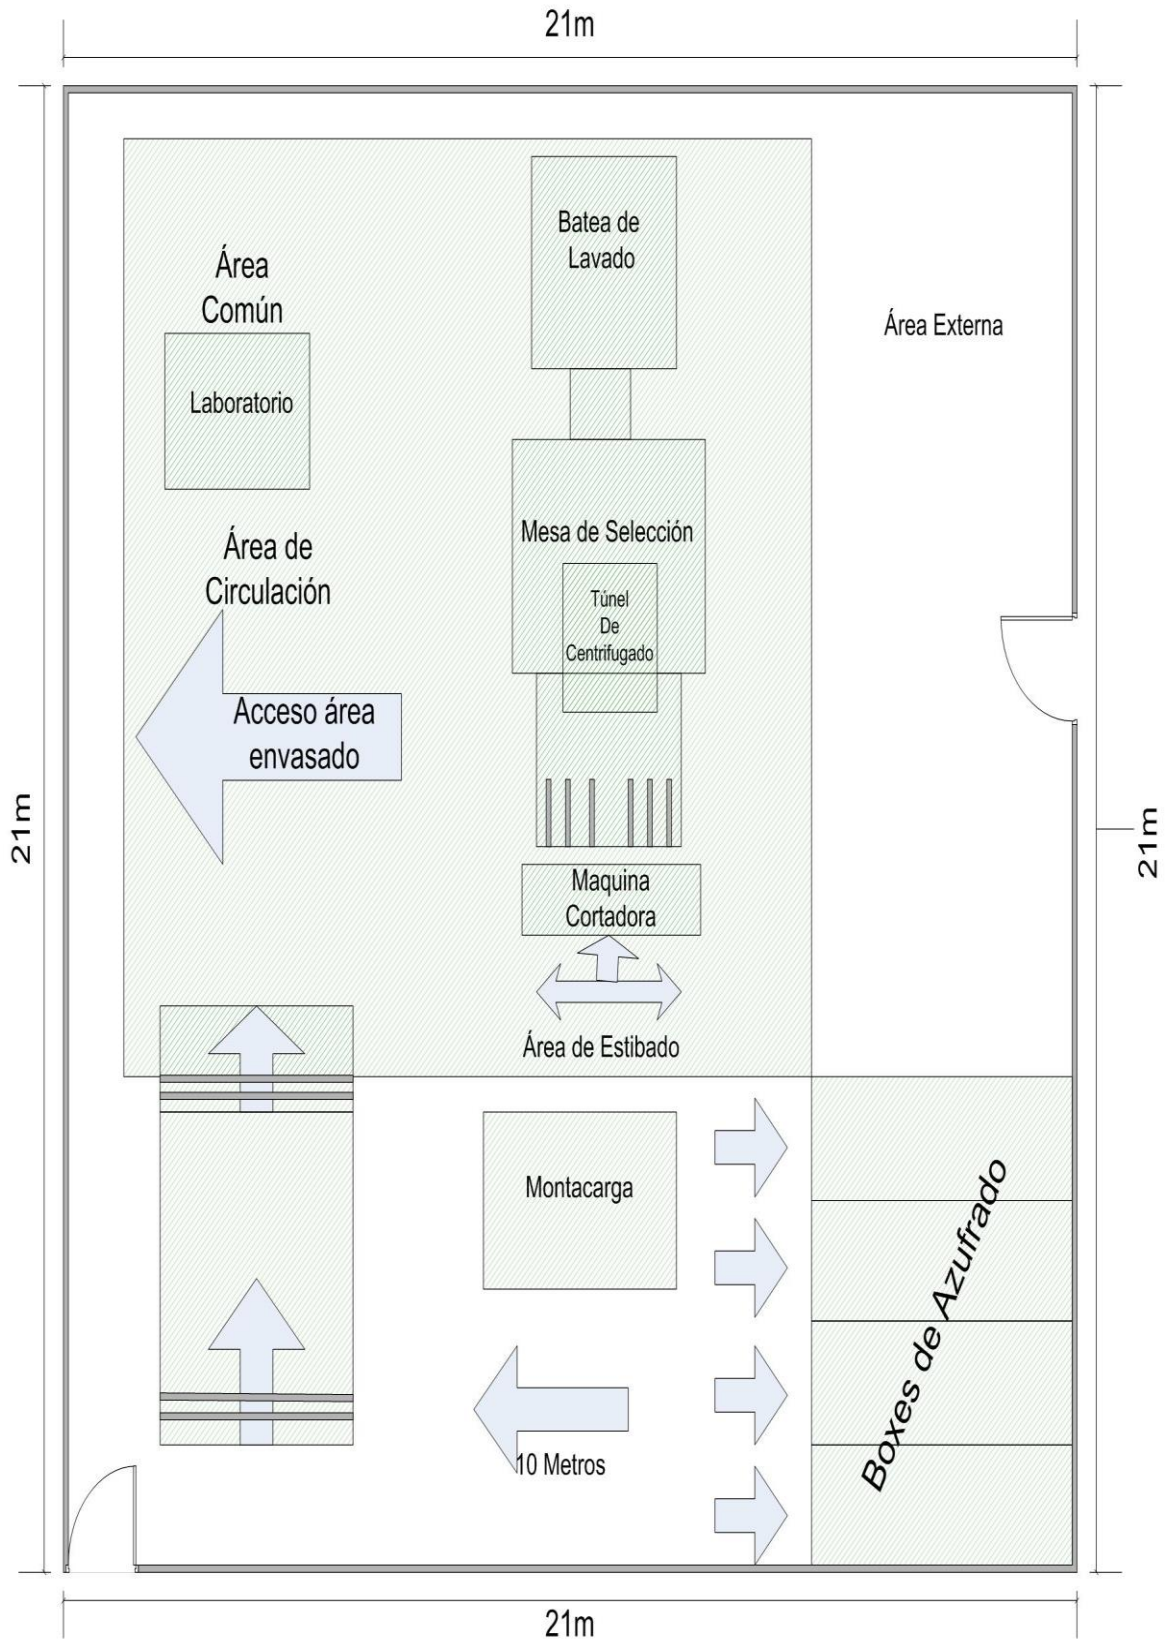 21m
Batea de
Lavado
Área
Común
Área Externa
Laboratorio
Mesa de Selección
Área de
Circulación
Túnel
De
Centrifugado
Acceso área
envasado
21m
21m
Maquina
Cortadora
Área de Estibado
Montacarga
Boxes de Azufrado
10 Metros
21m